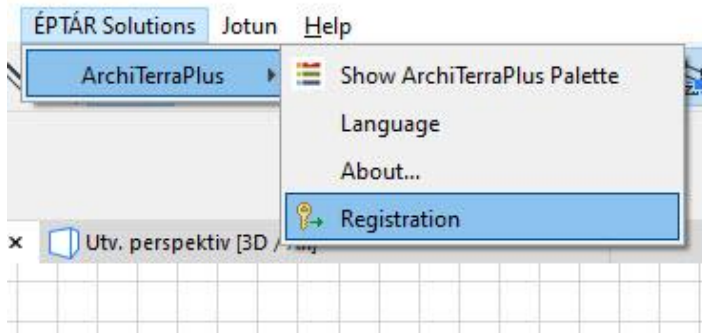 ÉPTÁR Solutions Jotun Help
ArchiTerraPlus
Show ArchiTerraPlus Palette
Language
About...
Registration
Utv. perspektiv [3D /